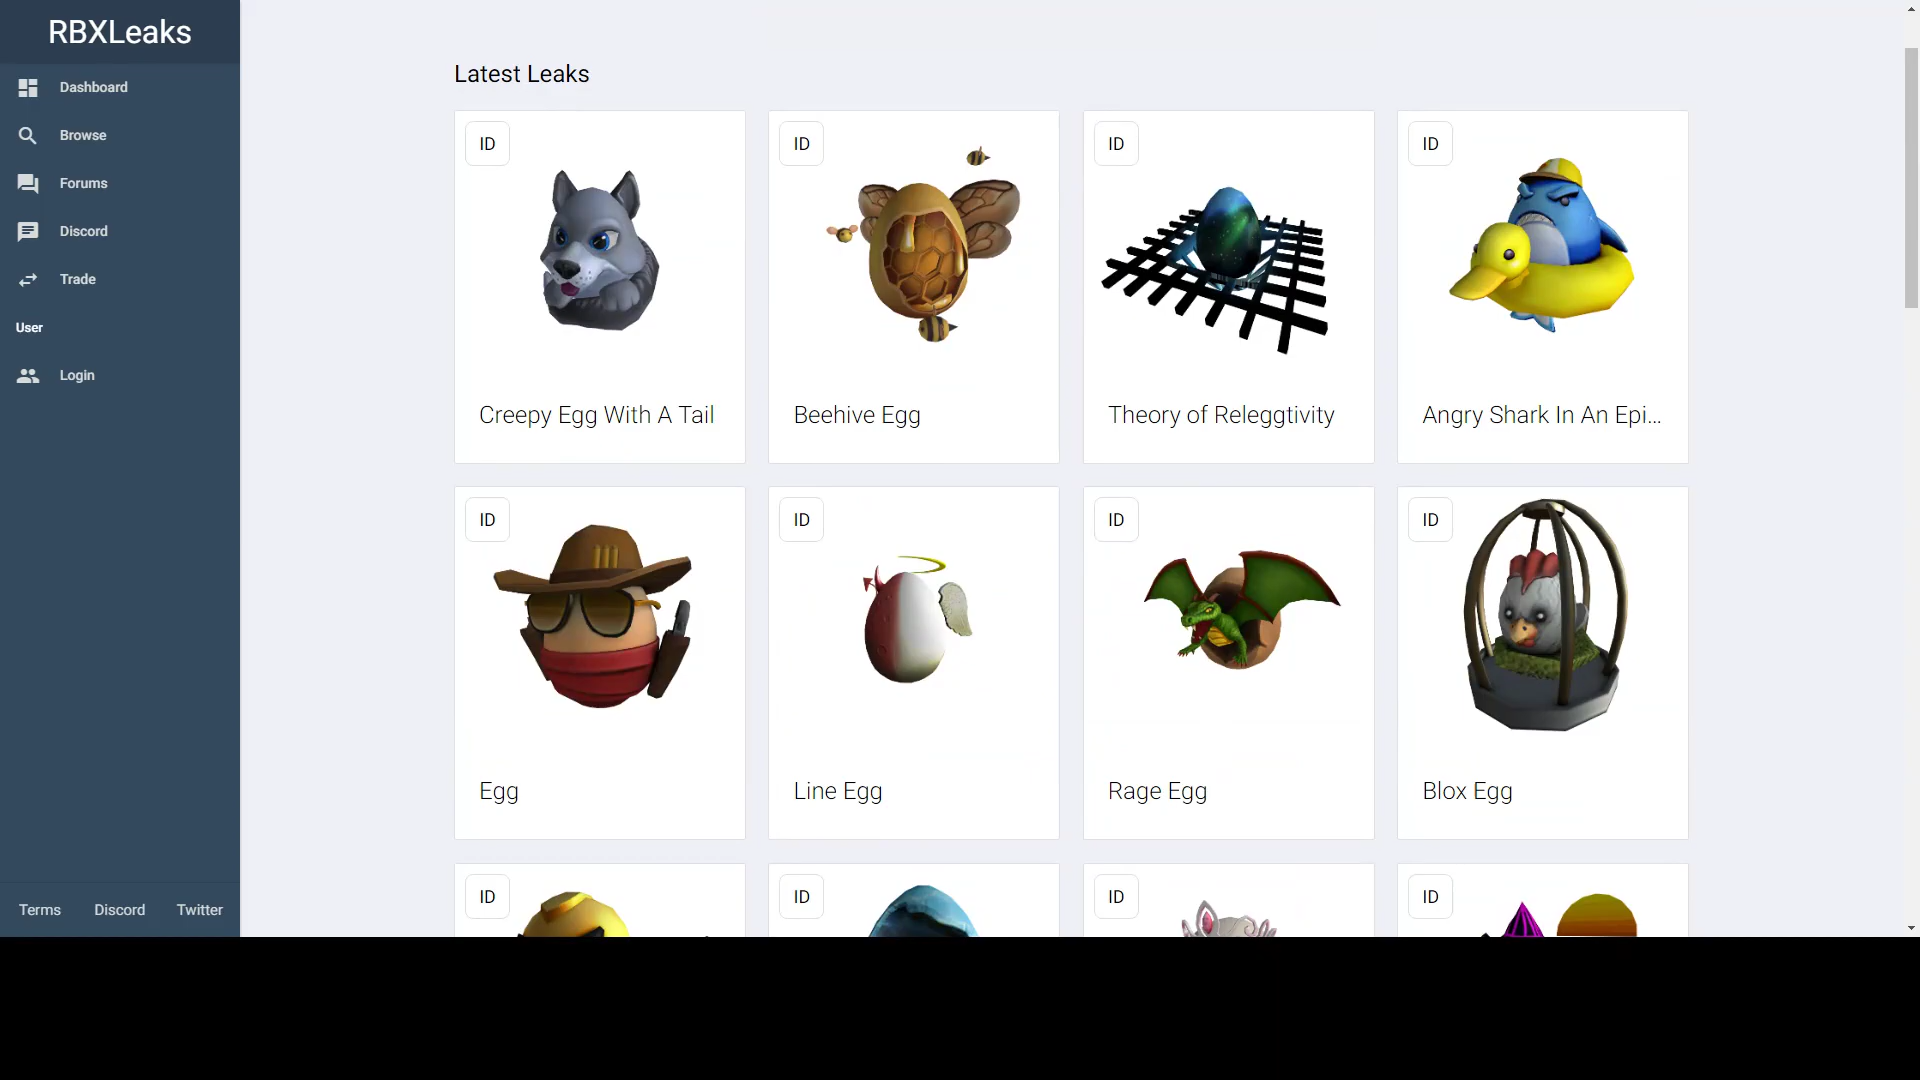 RBXLeaks
Dashboard
Browse
Forums
Discord
Trade
User
Login
Terms Discord Twitter
Latest Leaks
ID ID ID ID
Creepy Egg With A Tail Beehive Egg Theory of Releggtivity Angry Shark In An Epi...
ID ID ID ID
Egg Line Egg Rage Egg Blox Egg
ID ID ID ID